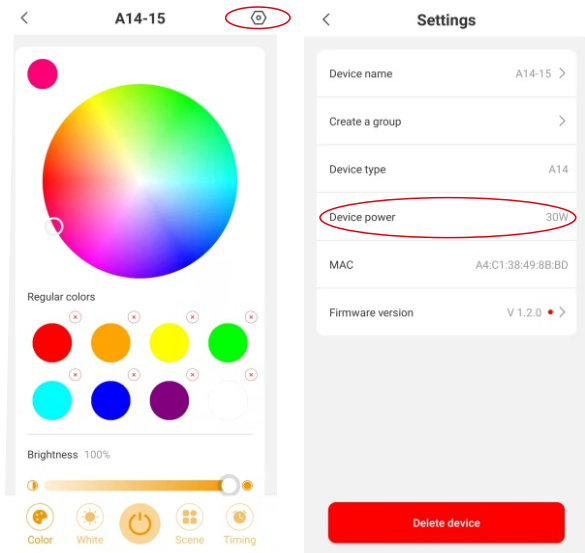 A14-15
Regular colors
Brightness 100%
Color White Scene Timing
Settings
Device name A14-15
Create a group
Device type A14
Device power 30W
MAC A4:C1:38:49:8B:BD
Firmware version V 1.2.0
Delete device